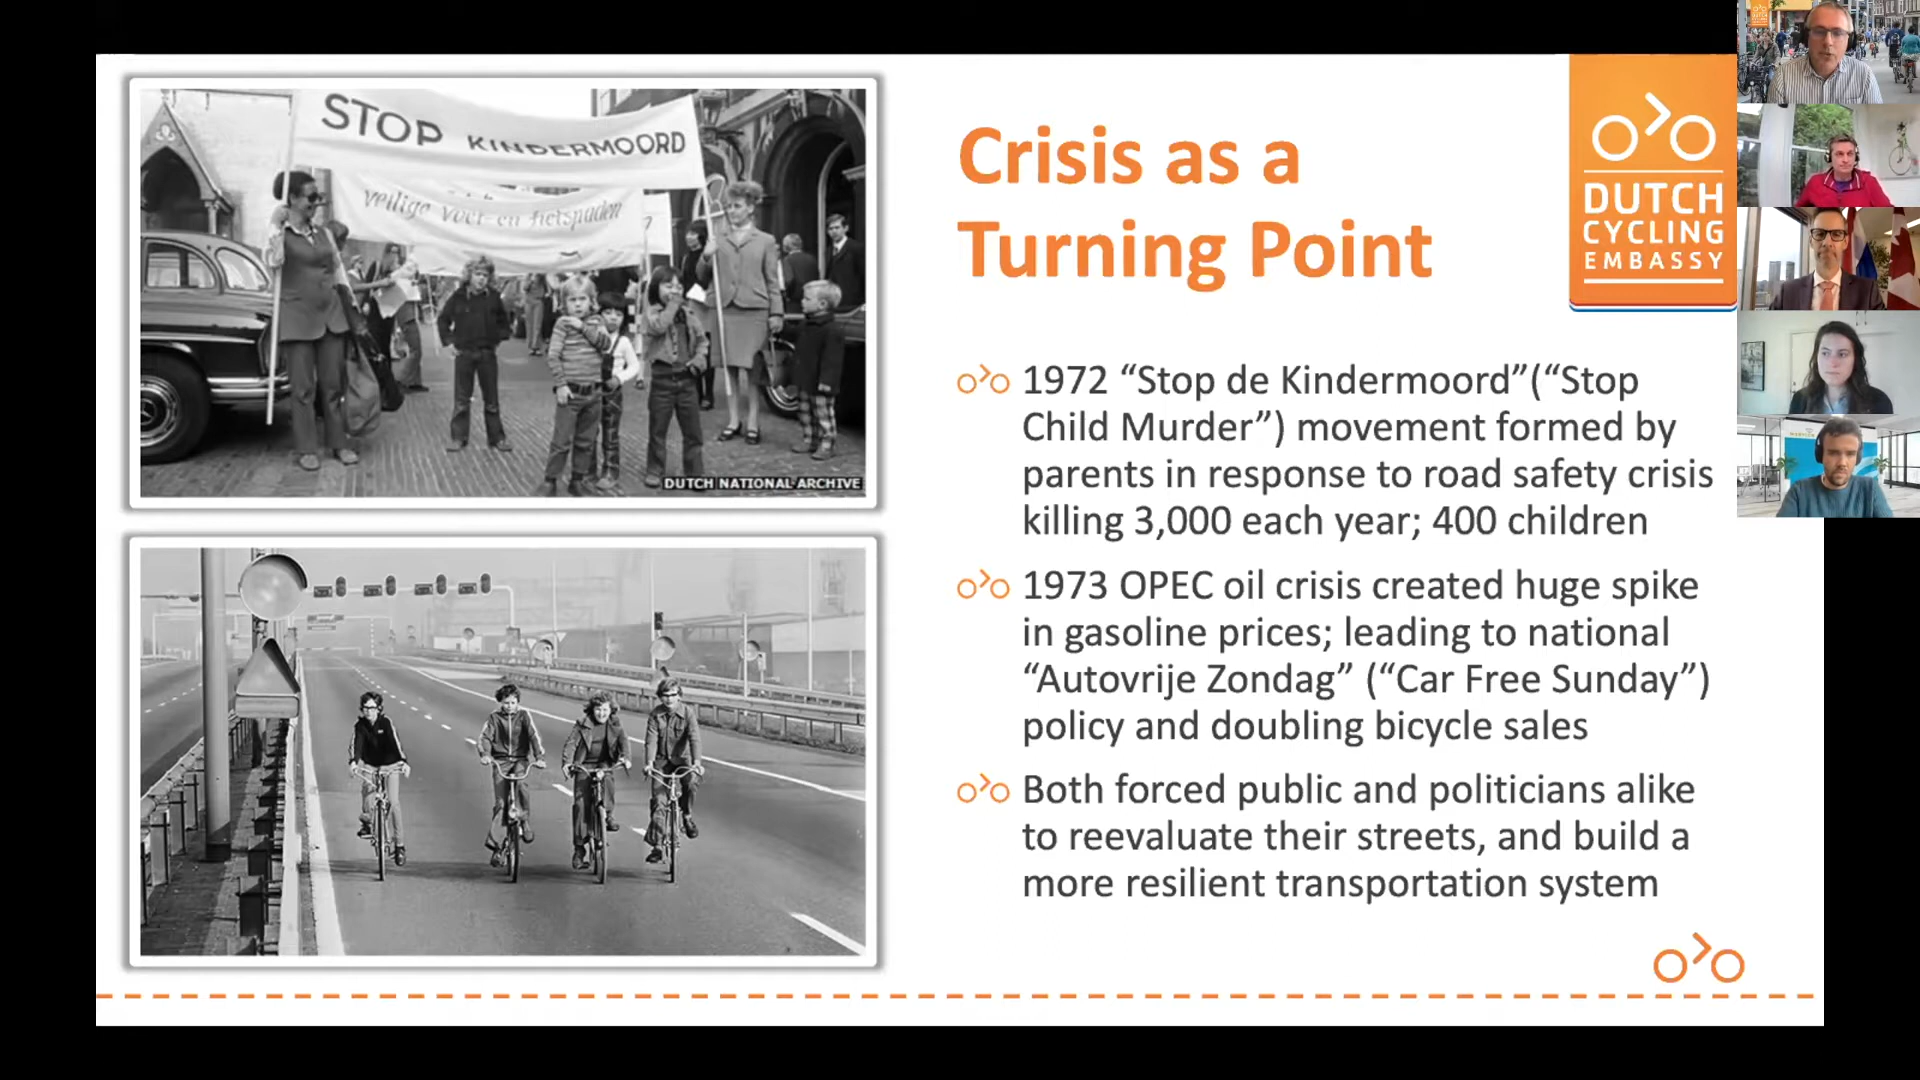 STOP KINDERMOORD
veilige voet-en fietspaden
DUTCH NATIONAL ARCHIVE
Crisis as a
Turning Point
DUTCH
CYCLING
EMBASSY
1972 “Stop de Kindermoord”(“Stop
Child Murder”) movement formed by
parents in response to road safety crisis
killing 3,000 each year; 400 children
1973 OPEC oil crisis created huge spike
in gasoline prices; leading to national
“Autovrije Zondag” (“Car Free Sunday”)
policy and doubling bicycle sales
Both forced public and politicians alike
to reevaluate their streets, and build a
more resilient transportation system